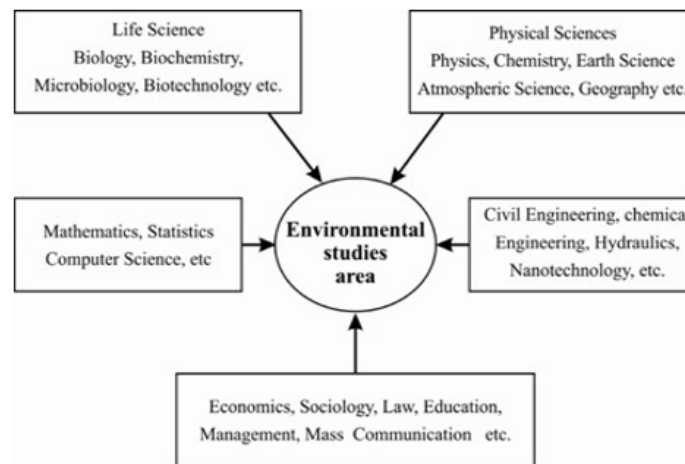 Life Science
Biology, Biochemistry,
Microbiology, Biotechnology etc.
Physical Sciences
Physics, Chemistry, Earth Science
Atmospheric Science, Geography etc.
Mathematics, Statistics
Computer Science, etc
Environmental
studies
area
Civil Engineering, chemica
Engineering, Hydraulics,
Nanotechnology, etc.
Economics, Sociology, Law, Education,
Management, Mass Communication etc.